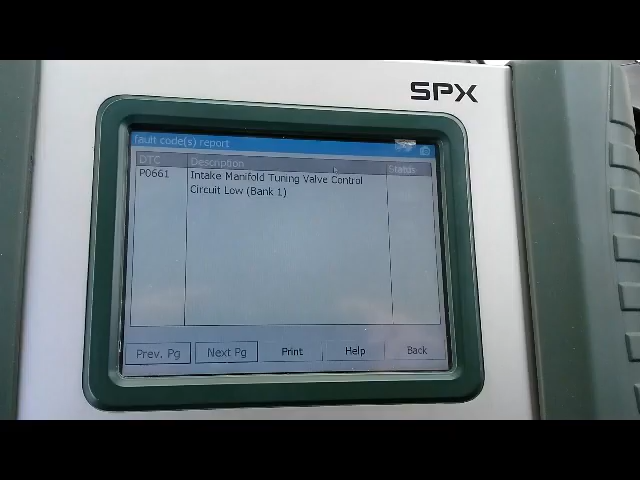 SPX
fault code(s) report
DTC Description Status
P0661 Intake Manifold Tuning Valve Control
Circuit Low (Bank 1)
Prev. Pg Next Pg Print Help Back